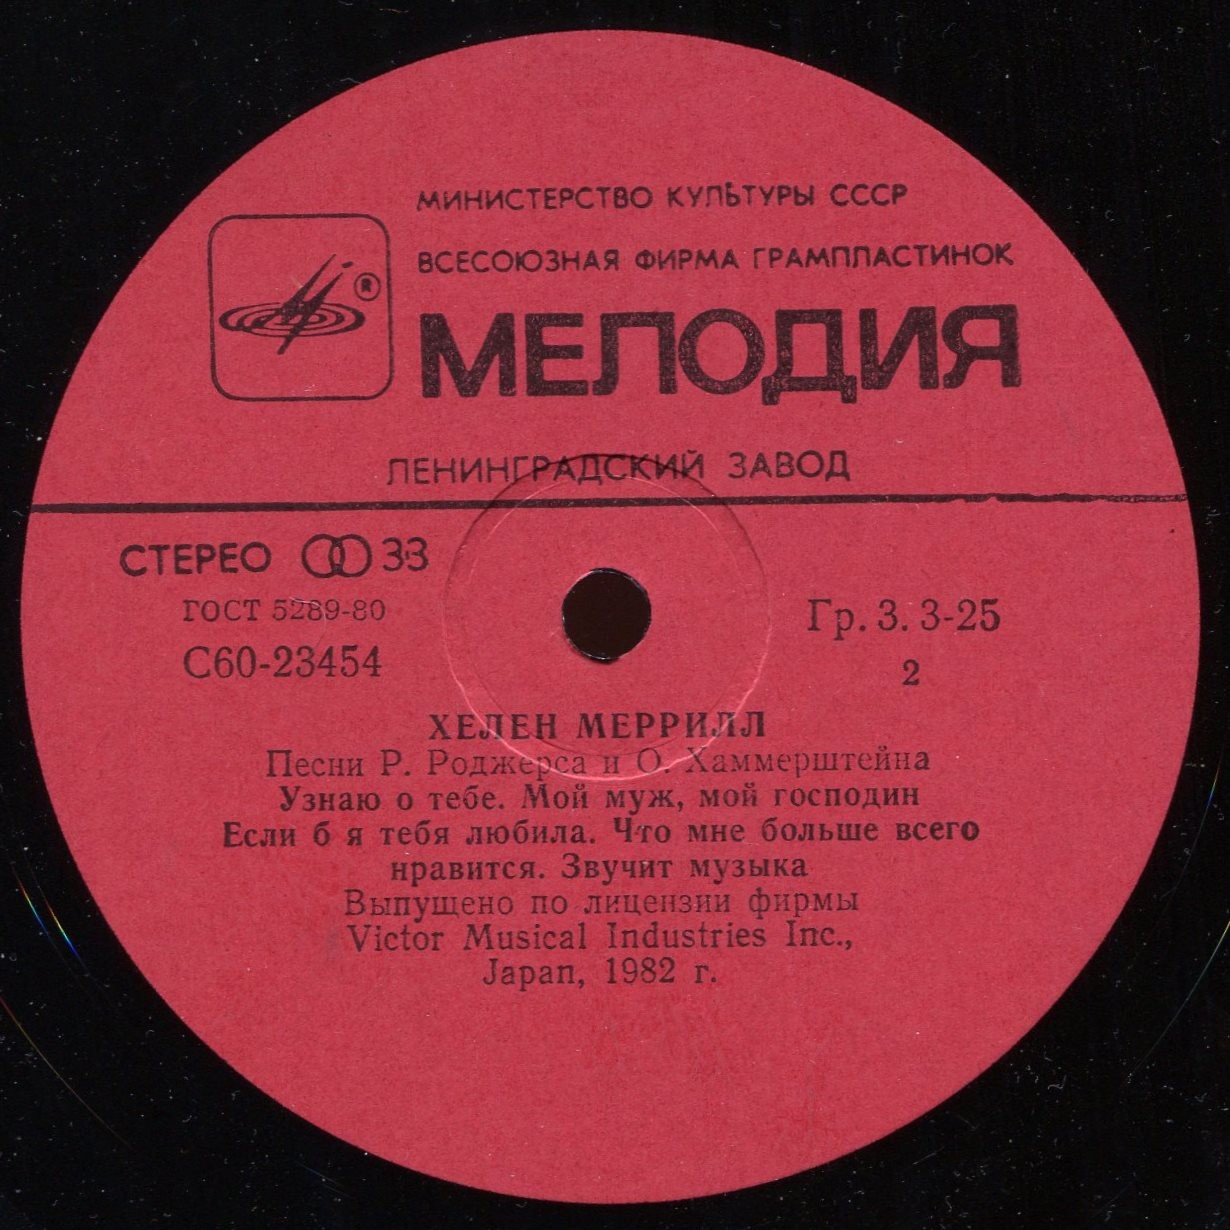 МИНИСТЕРСТВО КУЛЬТУРЫ СССР
ВСЕСОЮЗНАЯ ФИРМА ГРАМПЛАСТИНОК
®
МЕЛОДИЯ
ЛЕНИНГРАДСКИЙ ЗАВОД
СТЕРЕО 33
ГОСТ 5289-80
С60-23454
Гр. 3. 3-25
2
ХЕЛЕН МЕРРИЛЛ
Песни Р. Роджерса и О. Хаммерштейна
Узнаю о тебе. Мой муж, мой господин
Если б я тебя любила. Что мне больше всего
нравится. Звучит музыка
Выпущено по лицензии фирмы
Victor Musical Industries Inc.,
Japan, 1982 г.